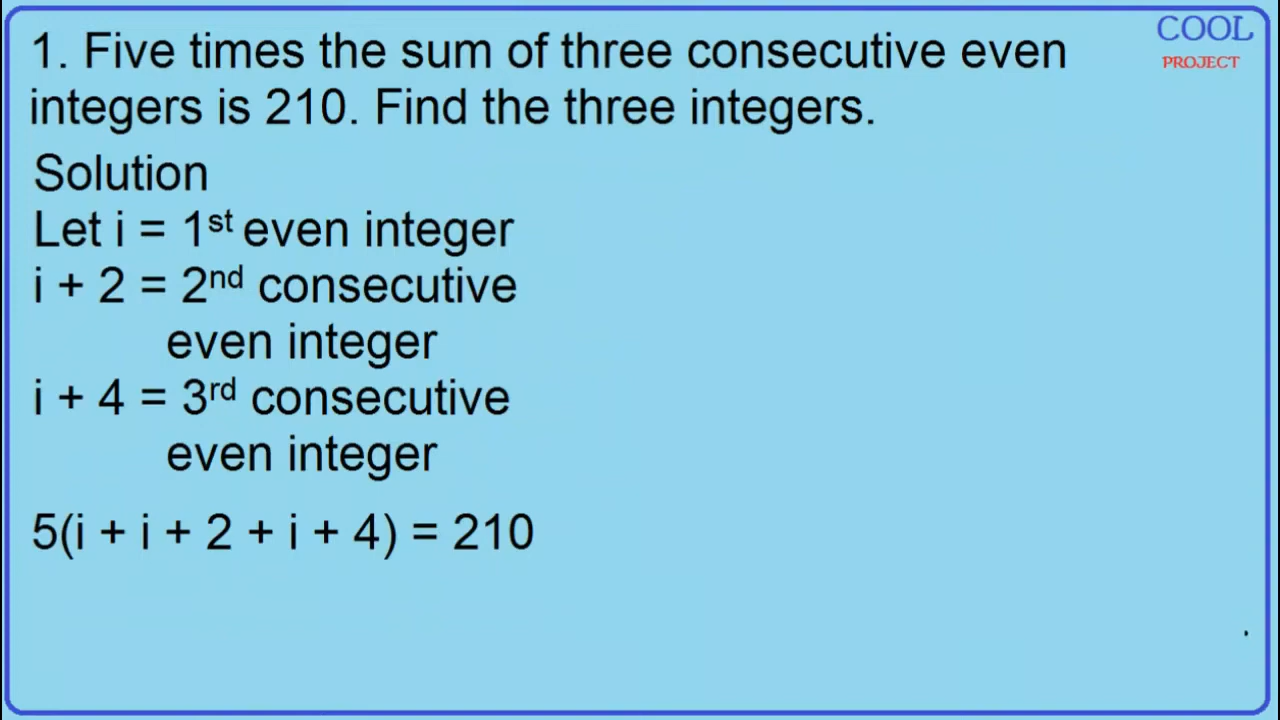 1. Five times the sum of three consecutive even
integers is 210. Find the three integers.
COOL
PROJECT
Solution
Let i = 1st even integer
i + 2 = 2nd consecutive
even integer
i + 4 = 3rd consecutive
even integer
5(i + i + 2 + i + 4) = 210